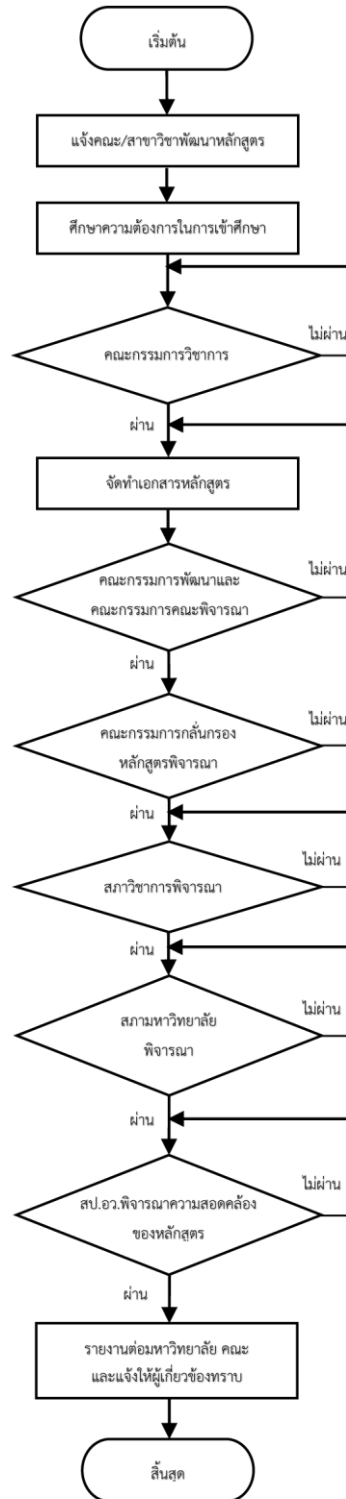 เริ่มต้น
แจ้งคณะ/สาขาวิชาพัฒนาหลักสูตร
ศึกษาความต้องการในการเข้าศึกษา
คณะกรรมการวิชาการ
ไม่ผ่าน
ผ่าน
จัดทำเอกสารหลักสูตร
คณะกรรมการพัฒนาและ
คณะกรรมการคณะพิจารณา
ไม่ผ่าน
ผ่าน
คณะกรรมการกลั่นกรอง
หลักสูตรพิจารณา
ไม่ผ่าน
ผ่าน
สภาวิชาการพิจารณา
ไม่ผ่าน
ผ่าน
สภามหาวิทยาลัย
พิจารณา
ไม่ผ่าน
ผ่าน
สป.อว.พิจารณาความสอดคล้อง
ของหลักสูตร
ไม่ผ่าน
ผ่าน
รายงานต่อมหาวิทยาลัย คณะ
และแจ้งให้ผู้เกี่ยวข้องทราบ
สิ้นสุด